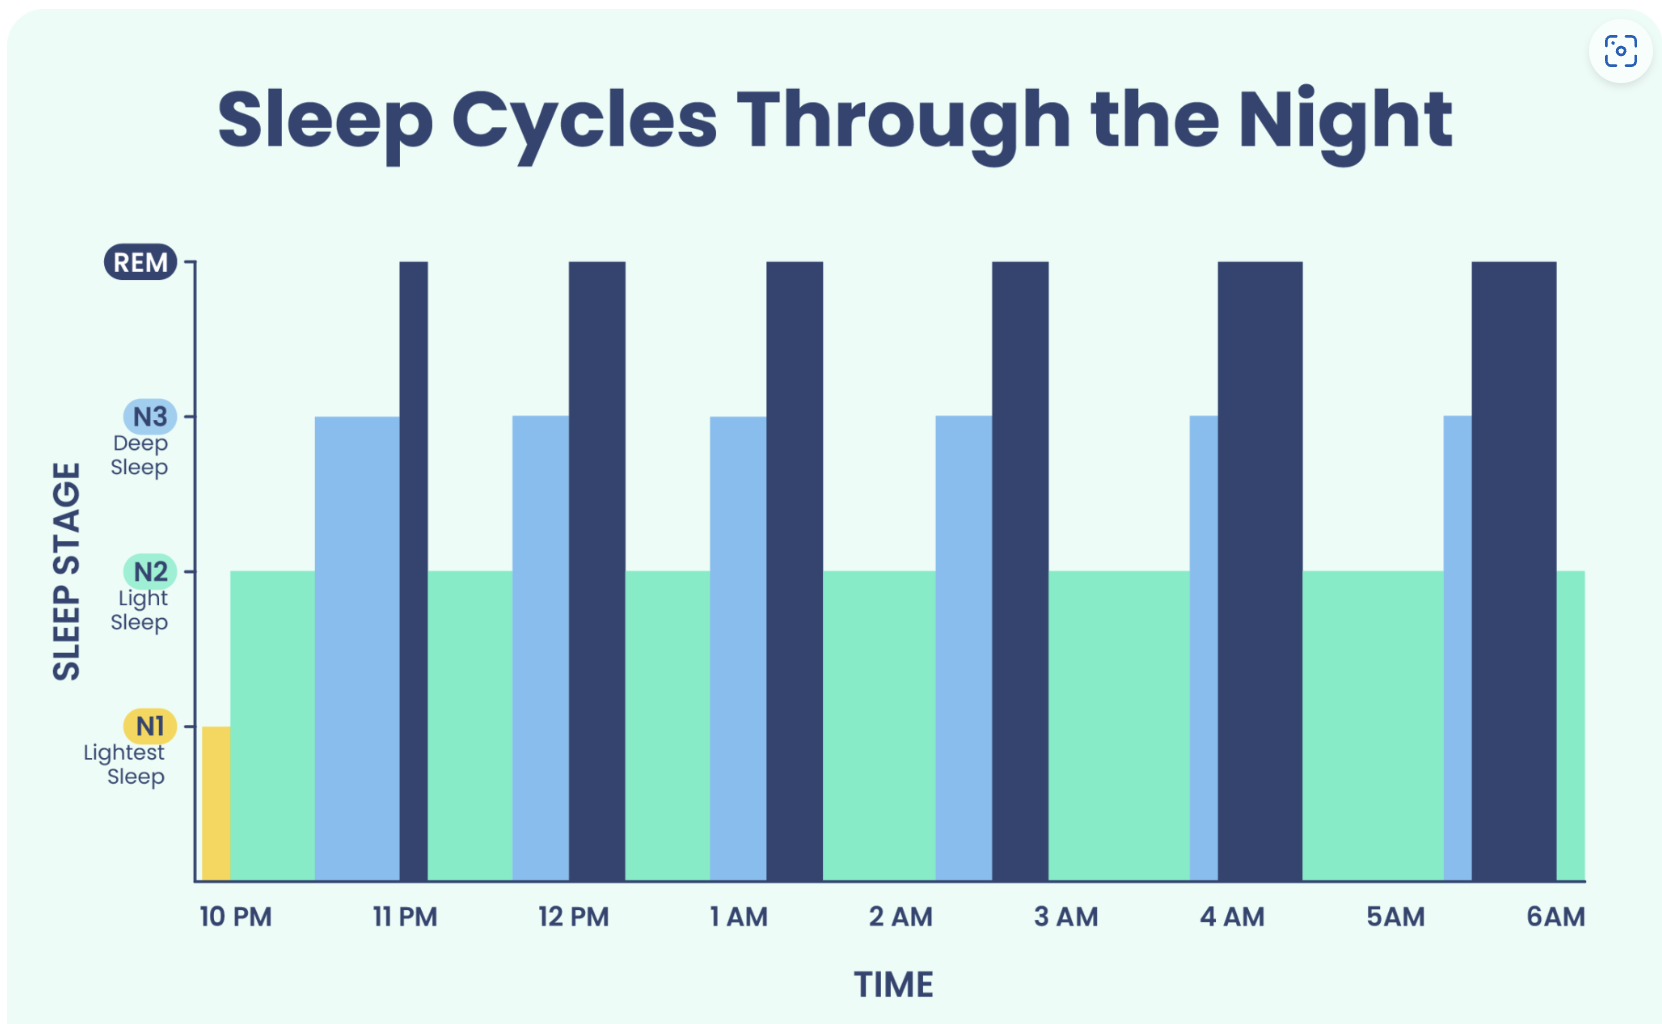 Sleep Cycles Through the Night
REM
N3
Deep
Sleep
N2
Light
Sleep
N1
Lightest
Sleep
SLEEP STAGE
10 PM
11 PM
12 PM
1 AM
2 AM
3 AM
4 AM
5AM
6AM
TIME